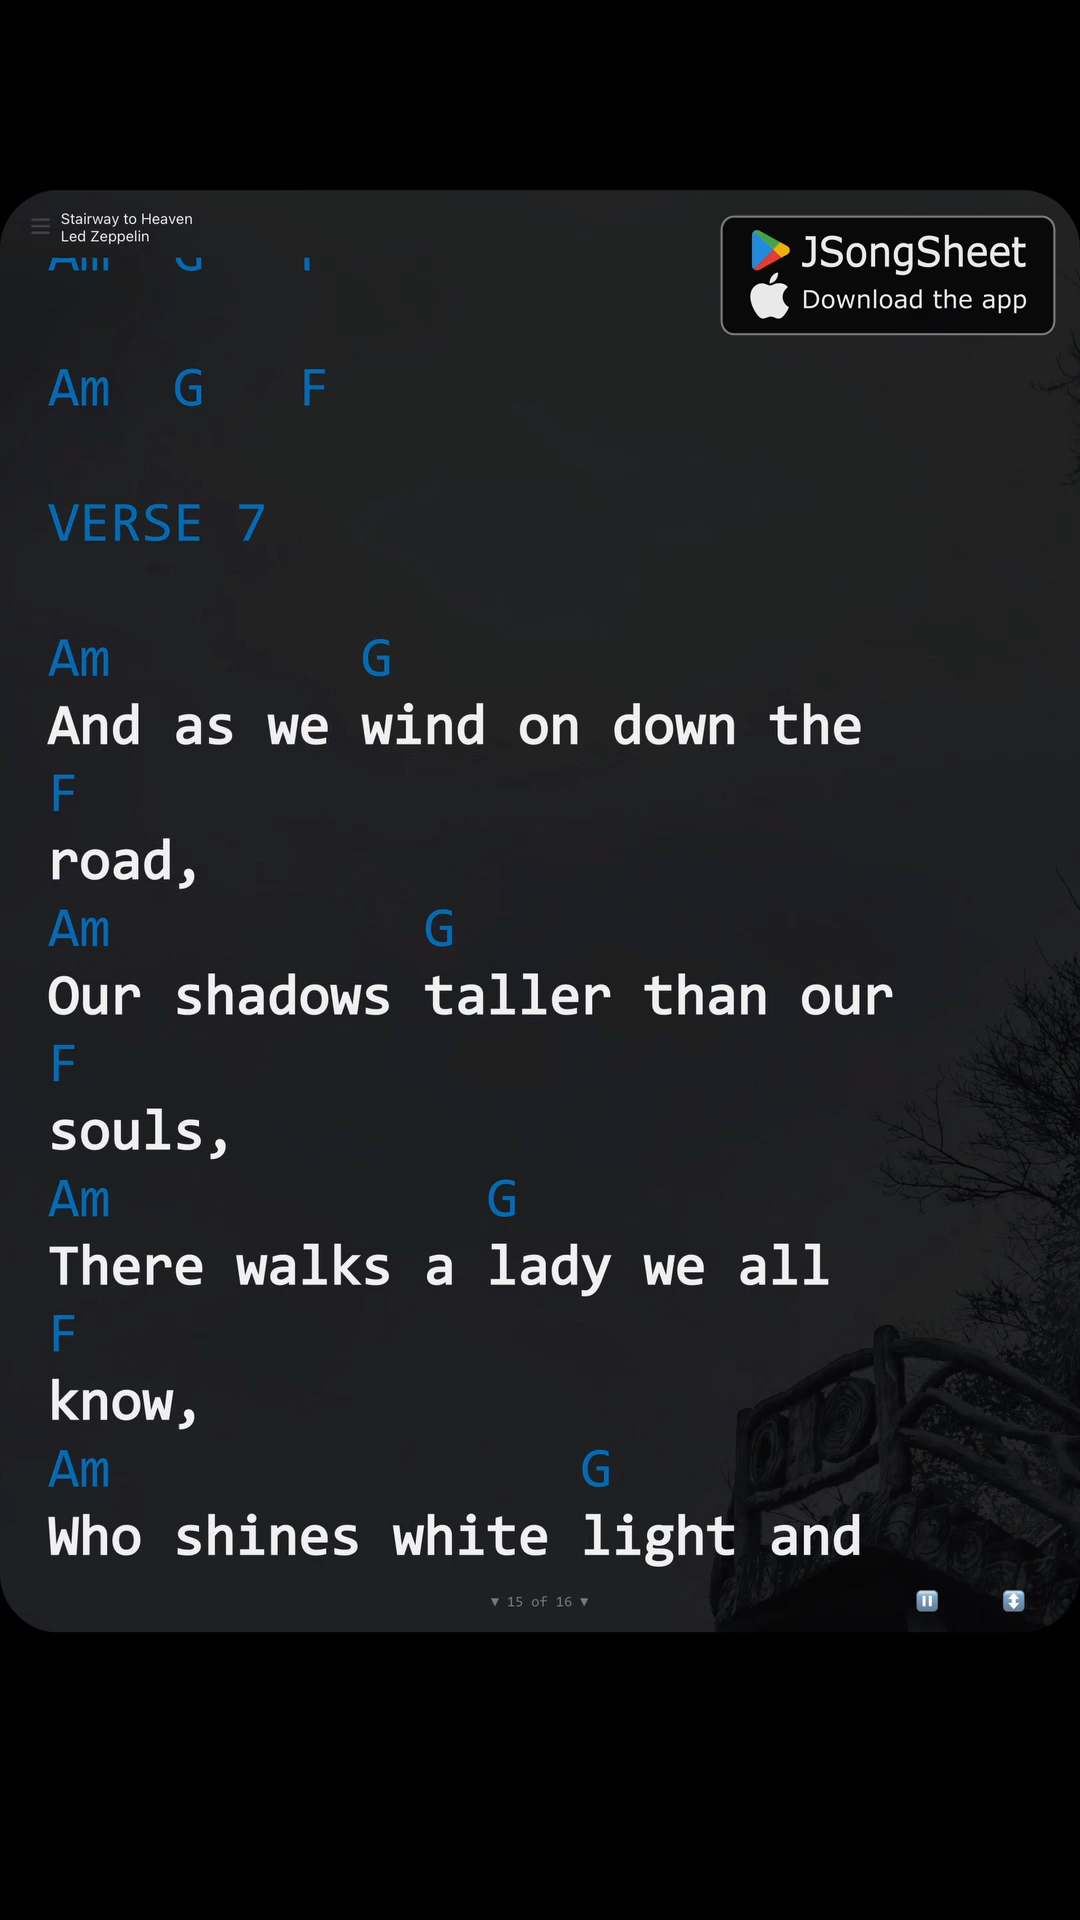 Stairway to Heaven
Led Zeppelin
JSongSheet
Download the app
Am G F
Am G F
VERSE 7
Am G
And as we wind on down the
F
road,
Am G
Our shadows taller than our
F
souls,
Am G
There walks a lady we all
F
know,
Am G
Who shines white light and
▼ 15 of 16 ▼